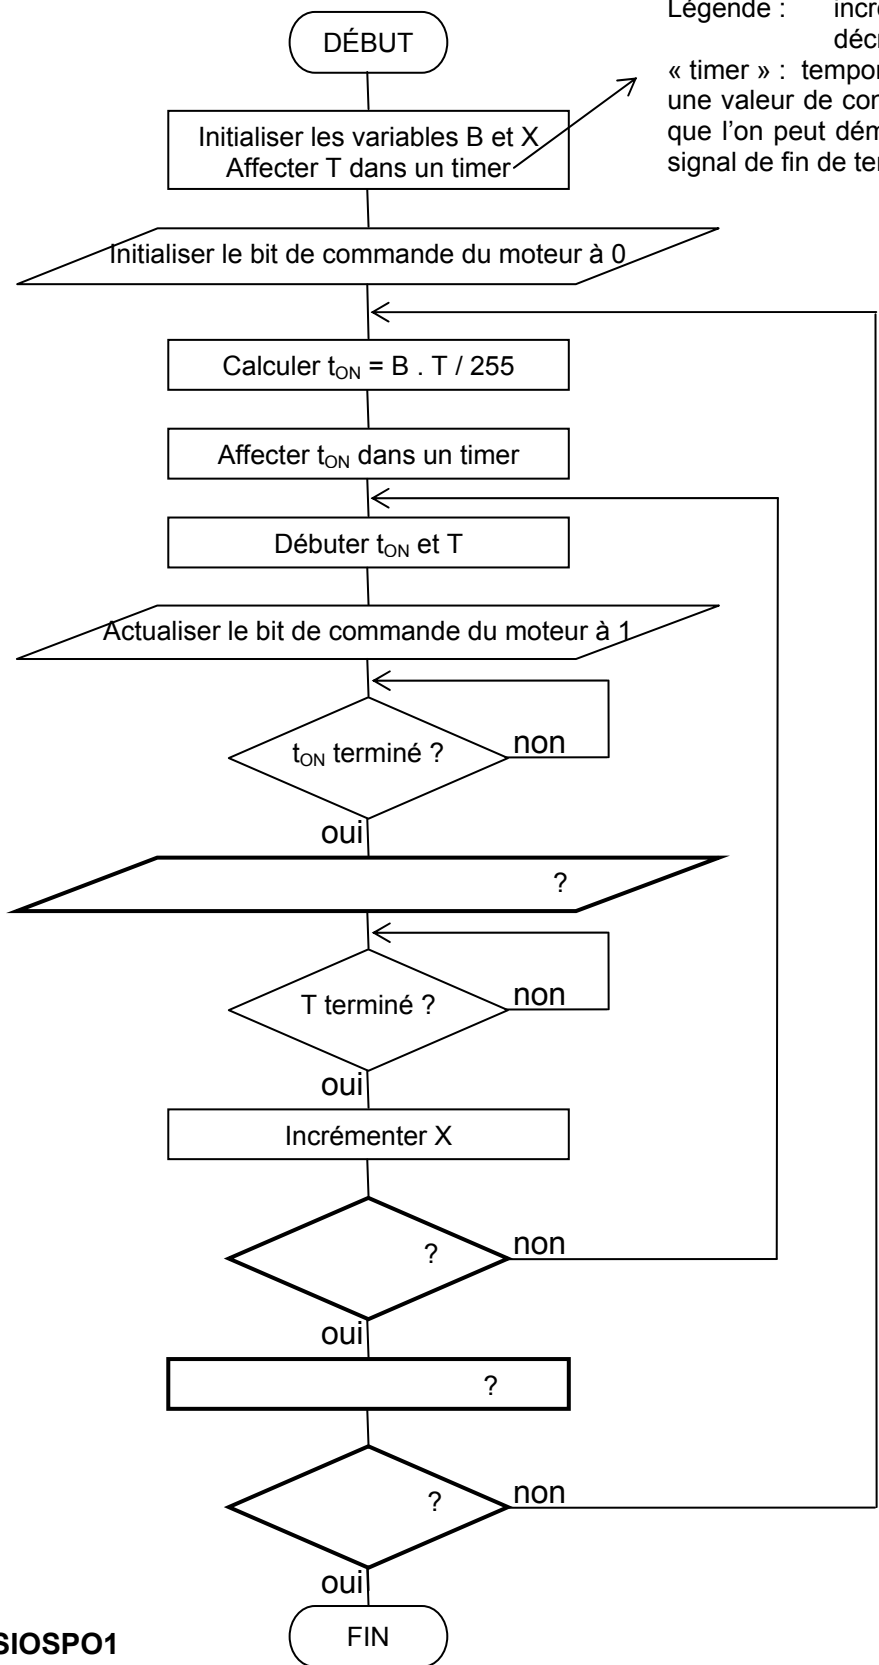 DÉBUT
Légende :
« timer » :
une valeur de
que l'on peut
signal de fin de
Initialiser les variables B et X
Affecter T dans un timer
Initialiser le bit de commande du moteur à 0
Calculer tON = B . T / 255
Affecter tON dans un timer
Débuter tON et T
Actualiser le bit de commande du moteur à 1
tON terminé ?
non
oui
?
T terminé ?
non
oui
Incrémenter X
?
non
oui
?
?
non
oui
FIN
SIOSPO1